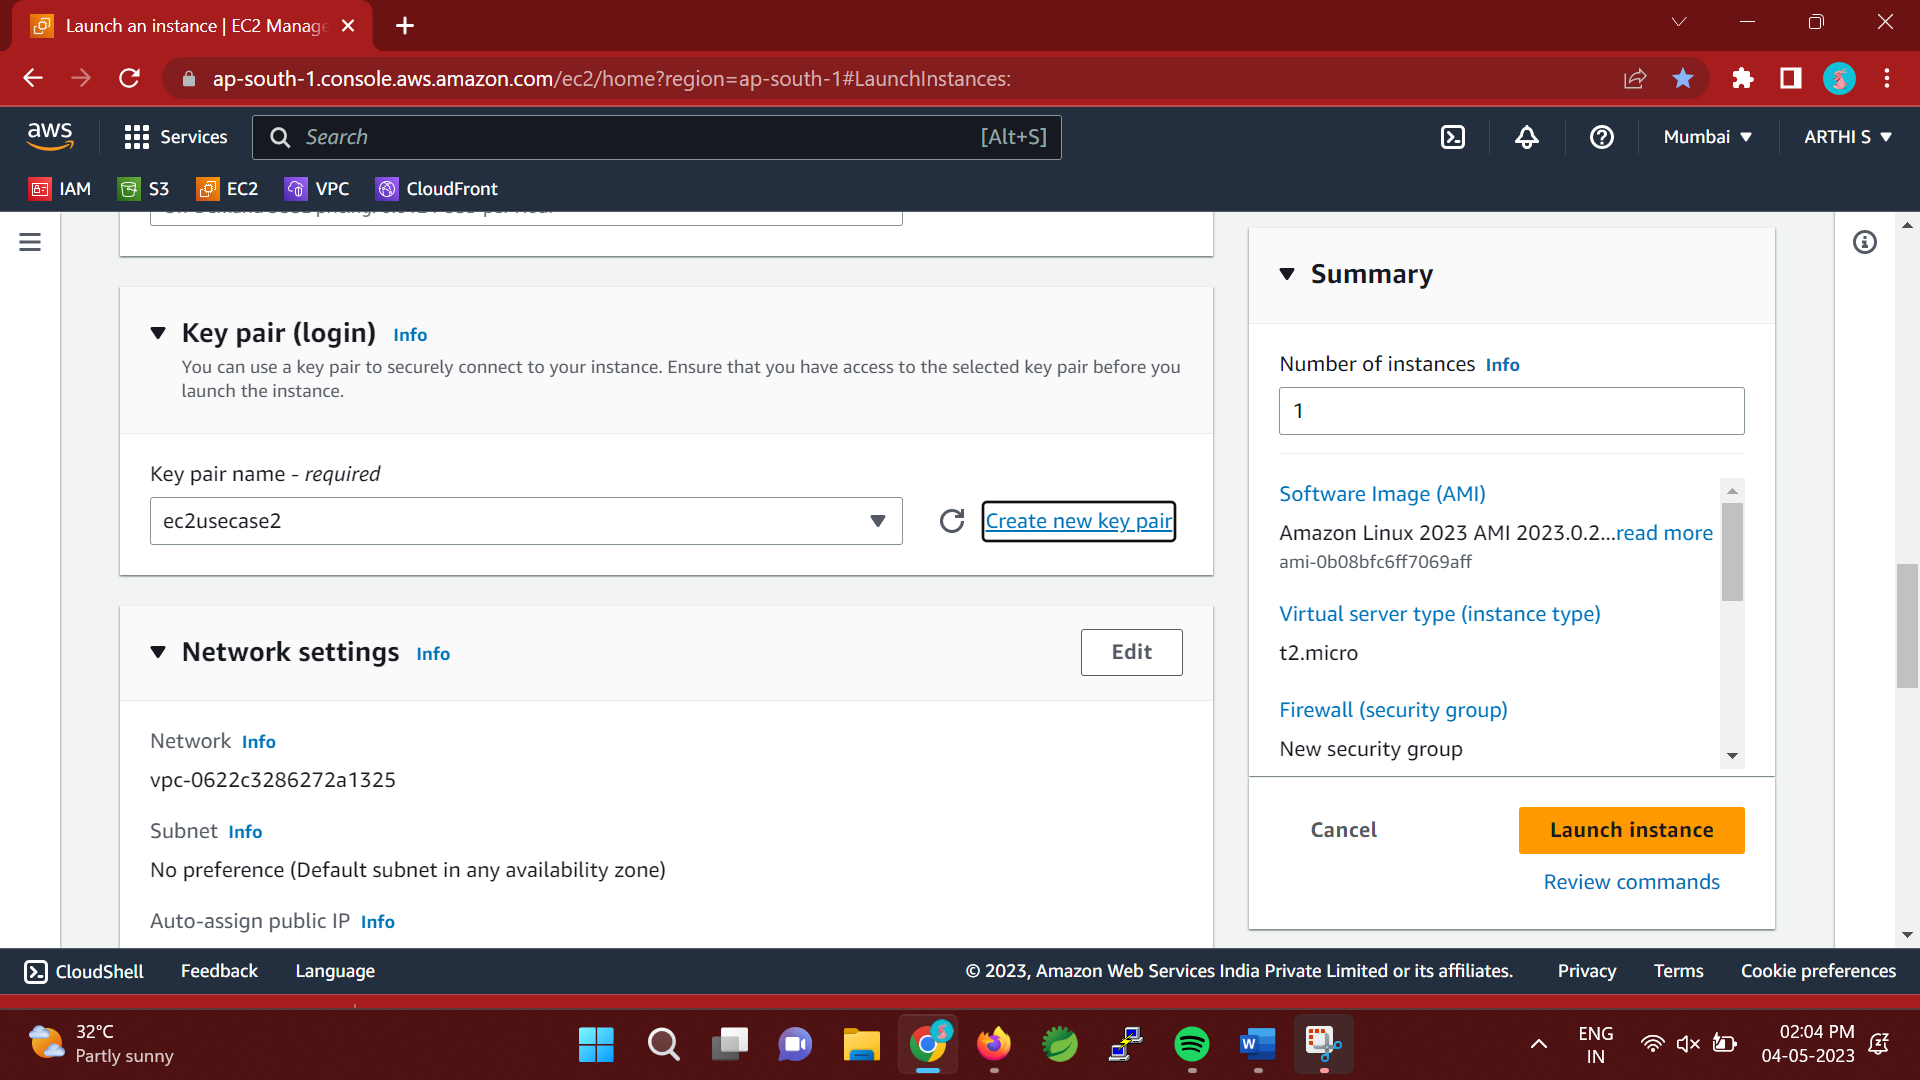 Launch an instance | EC2 Manage
ap-south-1.console.aws.amazon.com/ec2/home?region=ap-south-1#LaunchInstances:
aws
Services
Search
[Alt+S]
Mumbai
ARTHI S
IAM
S3
EC2
VPC
CloudFront
Key pair (login) Info
You can use a key pair to securely connect to your instance. Ensure that you have access to the selected key pair before you
launch the instance.
Key pair name - required
ec2usecase2
Create new key pair
Network settings Info
Edit
Network Info
vpc-0622c3286272a1325
Subnet Info
No preference (Default subnet in any availability zone)
Auto-assign public IP Info
Summary
Number of instances Info
1
Software Image (AMI)
Amazon Linux 2023 AMI 2023.0.2...read more
ami-0b08bfc6ff7069aff
Virtual server type (instance type)
t2.micro
Firewall (security group)
New security group
Cancel
Launch instance
Review commands
CloudShell
Feedback
Language
© 2023, Amazon Web Services India Private Limited or its affiliates.
Privacy
Terms
Cookie preferences
32°C
Partly sunny
W
ENG
IN
02:04 PM
04-05-2023